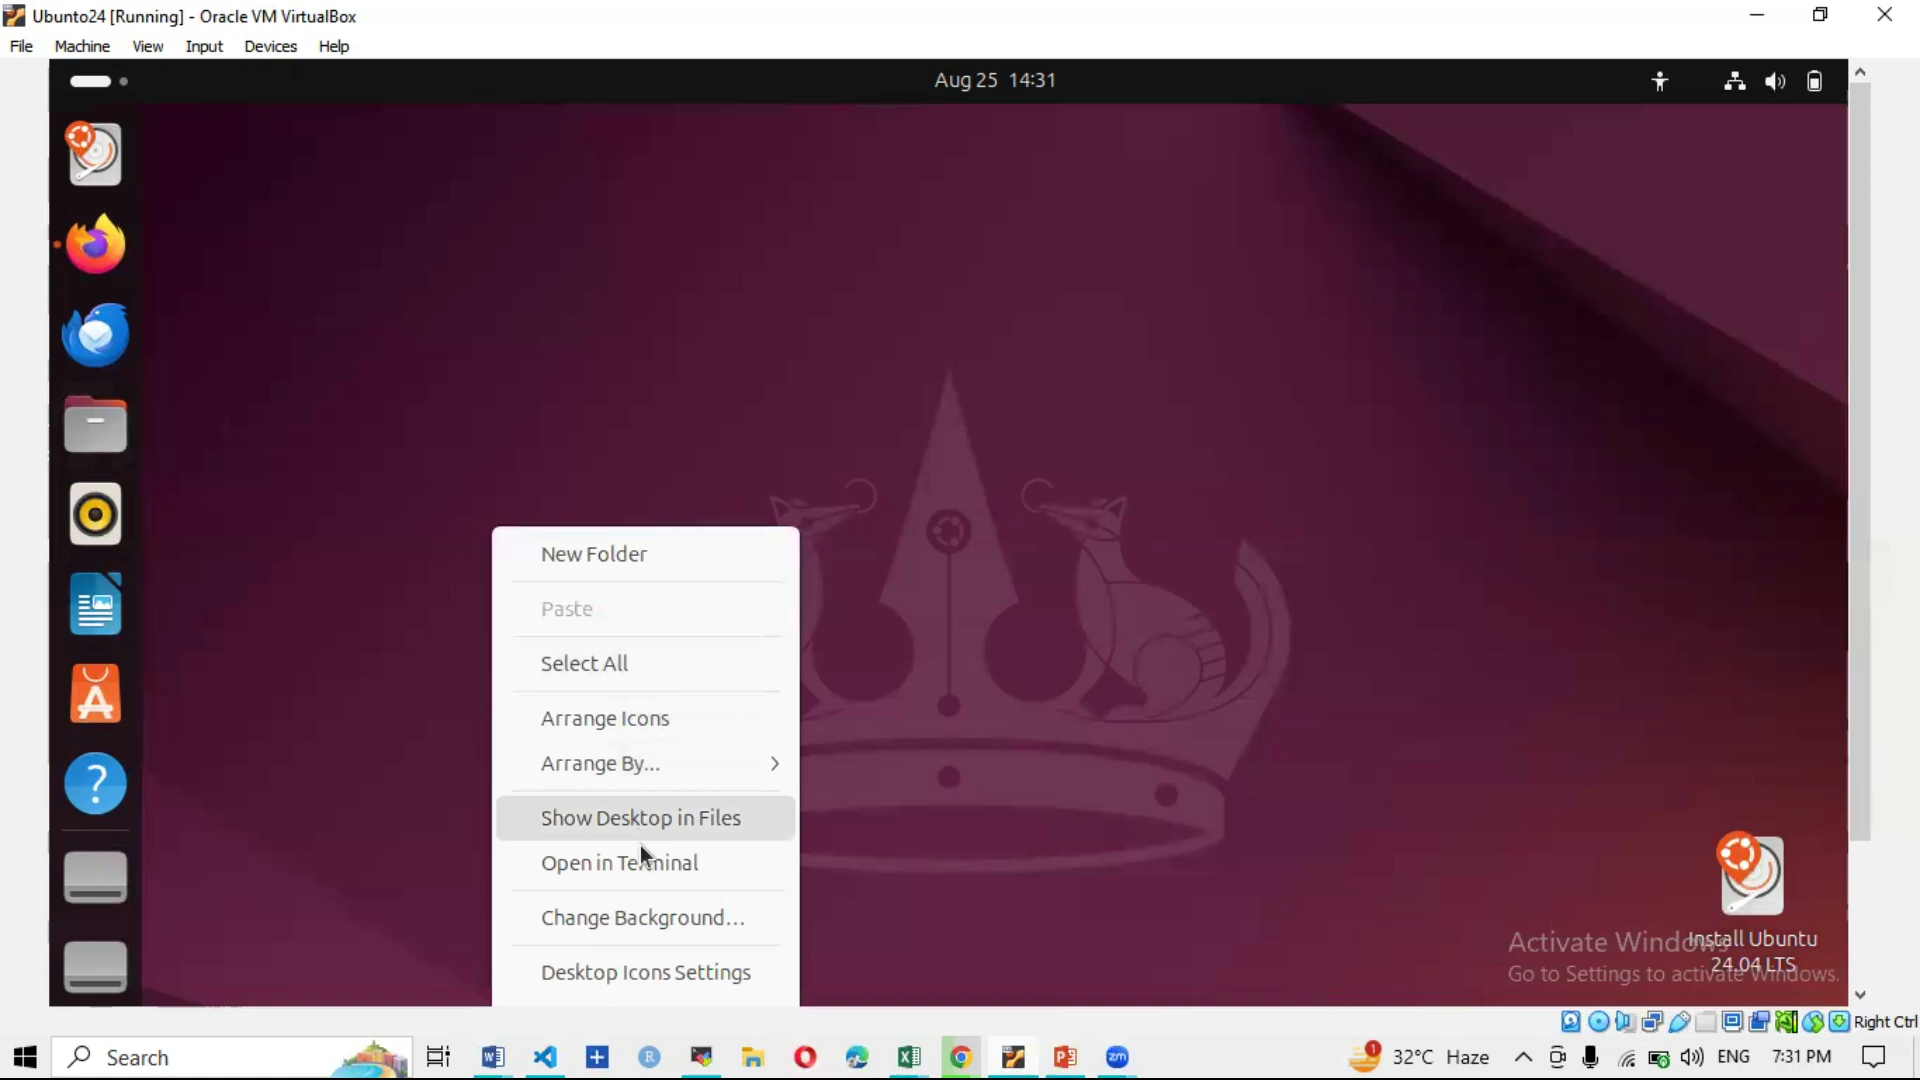 Ubunto24 [Running] - Oracle VM VirtualBox
File Machine View Input Devices Help
Aug 25 14:31
New Folder
Paste
Select All
Arrange Icons
Arrange By...
Show Desktop in Files
Open in Terminal
Change Background...
Desktop Icons Settings
Install Ubuntu
24.04 LTS
Activate Windows
Go to Settings to activate Windows.
Right Ctrl
Search
32°C Haze
ENG
7:31 PM